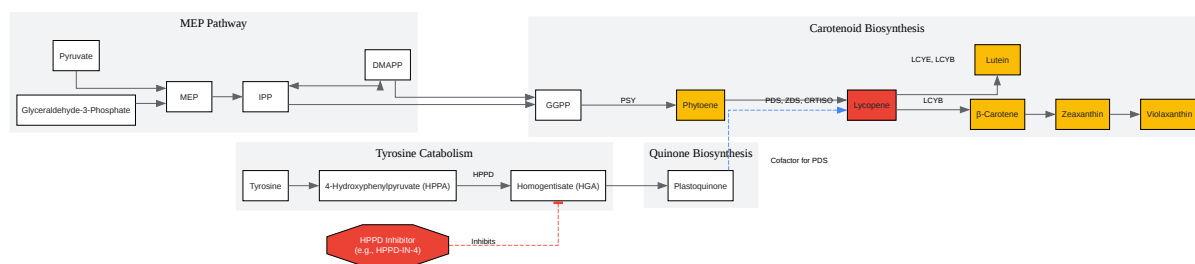 MEP Pathway
Pyruvate
Glyceraldehyde-3-Phosphate
MEP
IPP
DMAPP
Carotenoid Biosynthesis
GGPP
PSY
Phytoene
PDS, ZDS, CRTISO
Lycopene
LCYE, LCYB
Lutein
LCYB
β-Carotene
Zeaxanthin
Violaxanthin
Tyrosine Catabolism
Tyrosine
4-Hydroxyphenylpyruvate (HPPA)
HPPD
Homogentisate (HGA)
Quinone Biosynthesis
Plastoquinone
Cofactor for PDS
HPPD Inhibitor
(e.g., HPPD-IN-4)
Inhibits